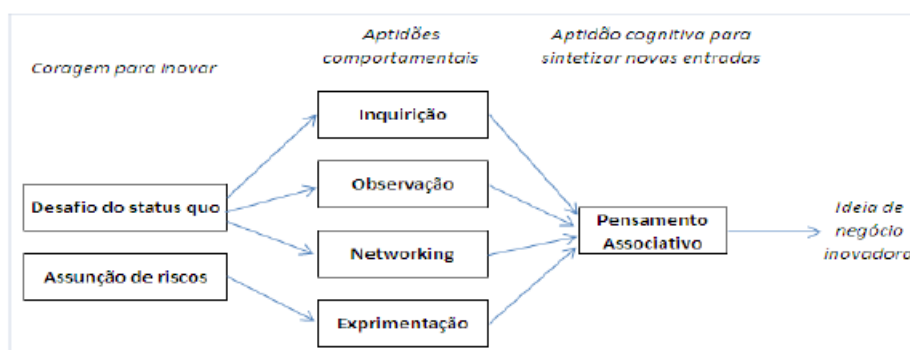 Coragem para Inovar
Aptidões
comportamentais
Aptidão cognitiva para
sintetizar novas entradas
Desafio do status quo
Assunção de riscos
Inquirição
Observação
Networking
Exprimentação
Pensamento
Associativo
Ideia de
negócio
inovadora